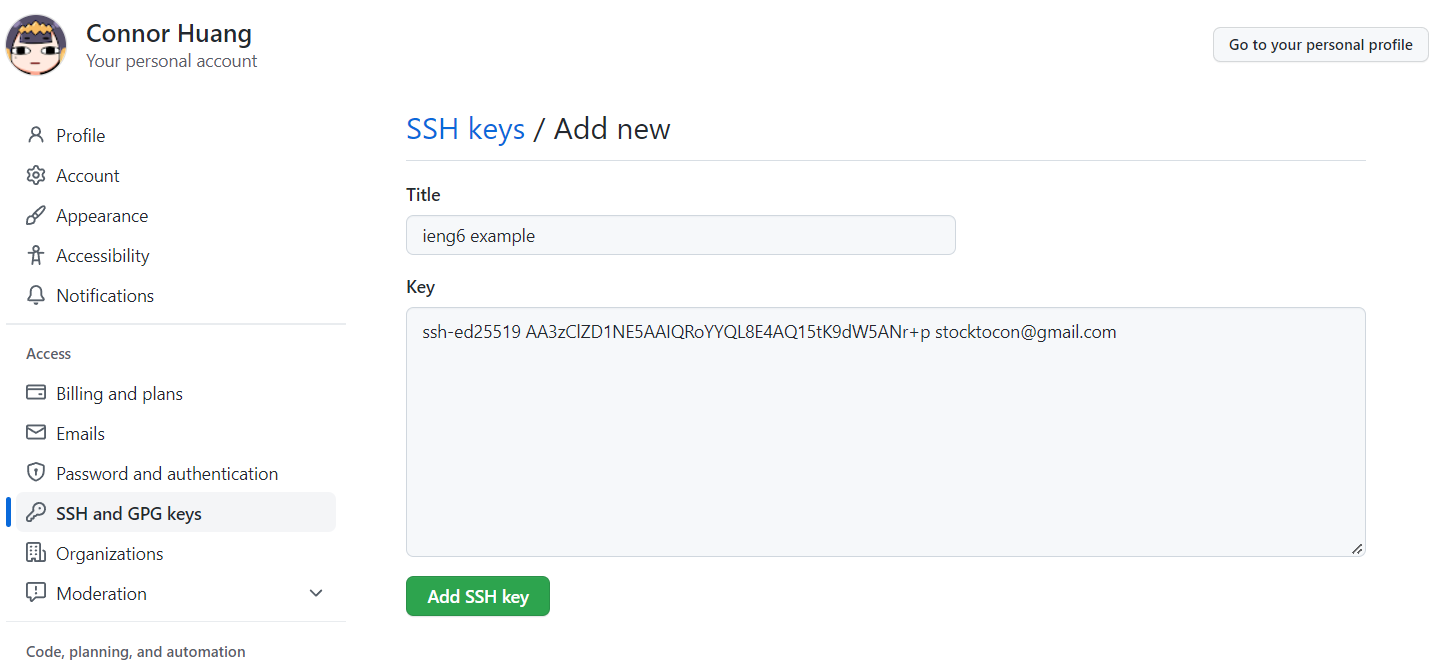 Connor Huang
Your personal account
Go to your personal profile
Profile
Account
Appearance
Accessibility
Notifications
Access
Billing and plans
Emails
Password and authentication
SSH and GPG keys
Organizations
Moderation
Code, planning, and automation
SSH keys / Add new
Title
ieng6 example
Key
ssh-ed25519 AA3zClZD1NE5AAIQRoYYQL8E4AQ15tK9dW5ANr+p stocktocon@gmail.com
Add SSH key